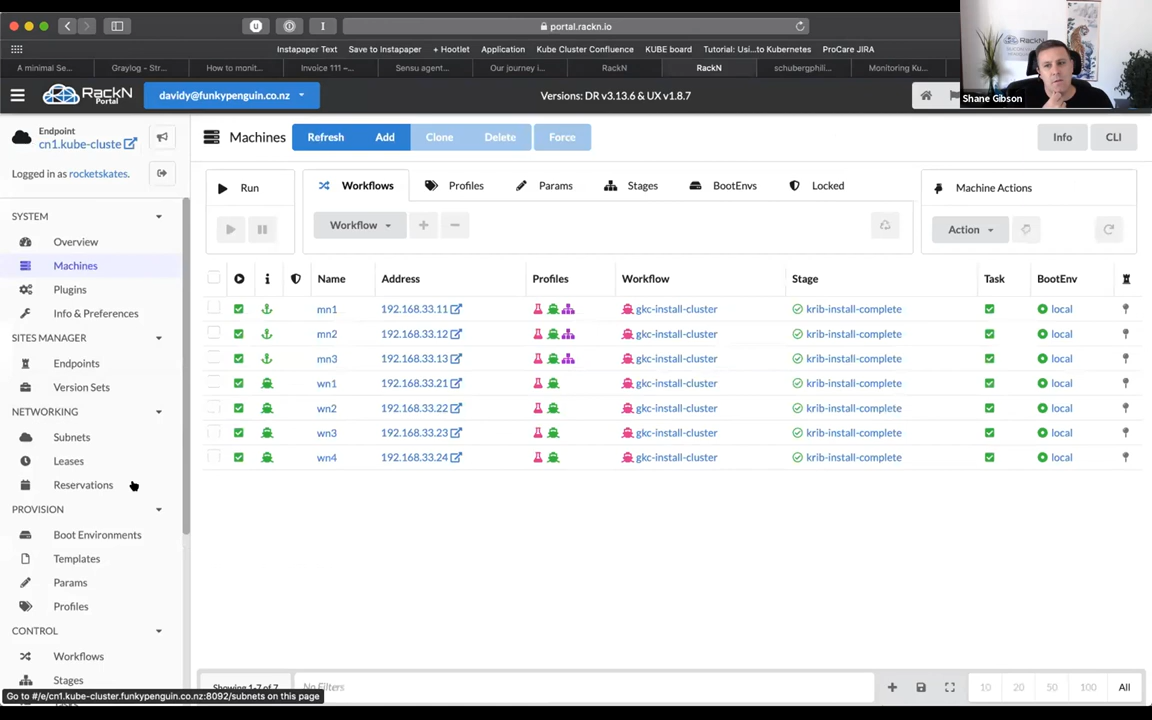 portal.rackn.io
Instapaper Text Save to Instapaper + Hootlet Application Kube Cluster Confluence KUBE board Tutorial: Usi...to Kubernetes ProCare JIRA
A minimal Se... Graylog - Str... How to monit... Invoice 111 –... Sensu agent... Our journey i... RackN RackN schubergphili... Monitoring Ku...
RackN
Portal
davidy@funkypenguin.co.nz
Versions: DR v3.13.6 & UX v1.8.7
Shane Gibson
Endpoint
cn1.kube-cluste
Logged in as rocketskates.
Machines Refresh Add Clone Delete Force Info CLI
Run Workflows Profiles Params Stages BootEnvs Locked Machine Actions
Workflow Action
SYSTEM
Overview
Machines
Plugins
Info & Preferences
SITES MANAGER
Endpoints
Version Sets
NETWORKING
Subnets
Leases
Reservations
PROVISION
Boot Environments
Templates
Params
Profiles
CONTROL
Workflows
Stages
Name Address Profiles Workflow Stage Task BootEnv
mn1 192.168.33.11 gkc-install-cluster krib-install-complete local
mn2 192.168.33.12 gkc-install-cluster krib-install-complete local
mn3 192.168.33.13 gkc-install-cluster krib-install-complete local
wn1 192.168.33.21 gkc-install-cluster krib-install-complete local
wn2 192.168.33.22 gkc-install-cluster krib-install-complete local
wn3 192.168.33.23 gkc-install-cluster krib-install-complete local
wn4 192.168.33.24 gkc-install-cluster krib-install-complete local
Showing 1-7 of 7 No Filters 10 20 50 100 All
Go to #/e/cn1.kube-cluster.funkypenguin.co.nz:8092/subnets on this page